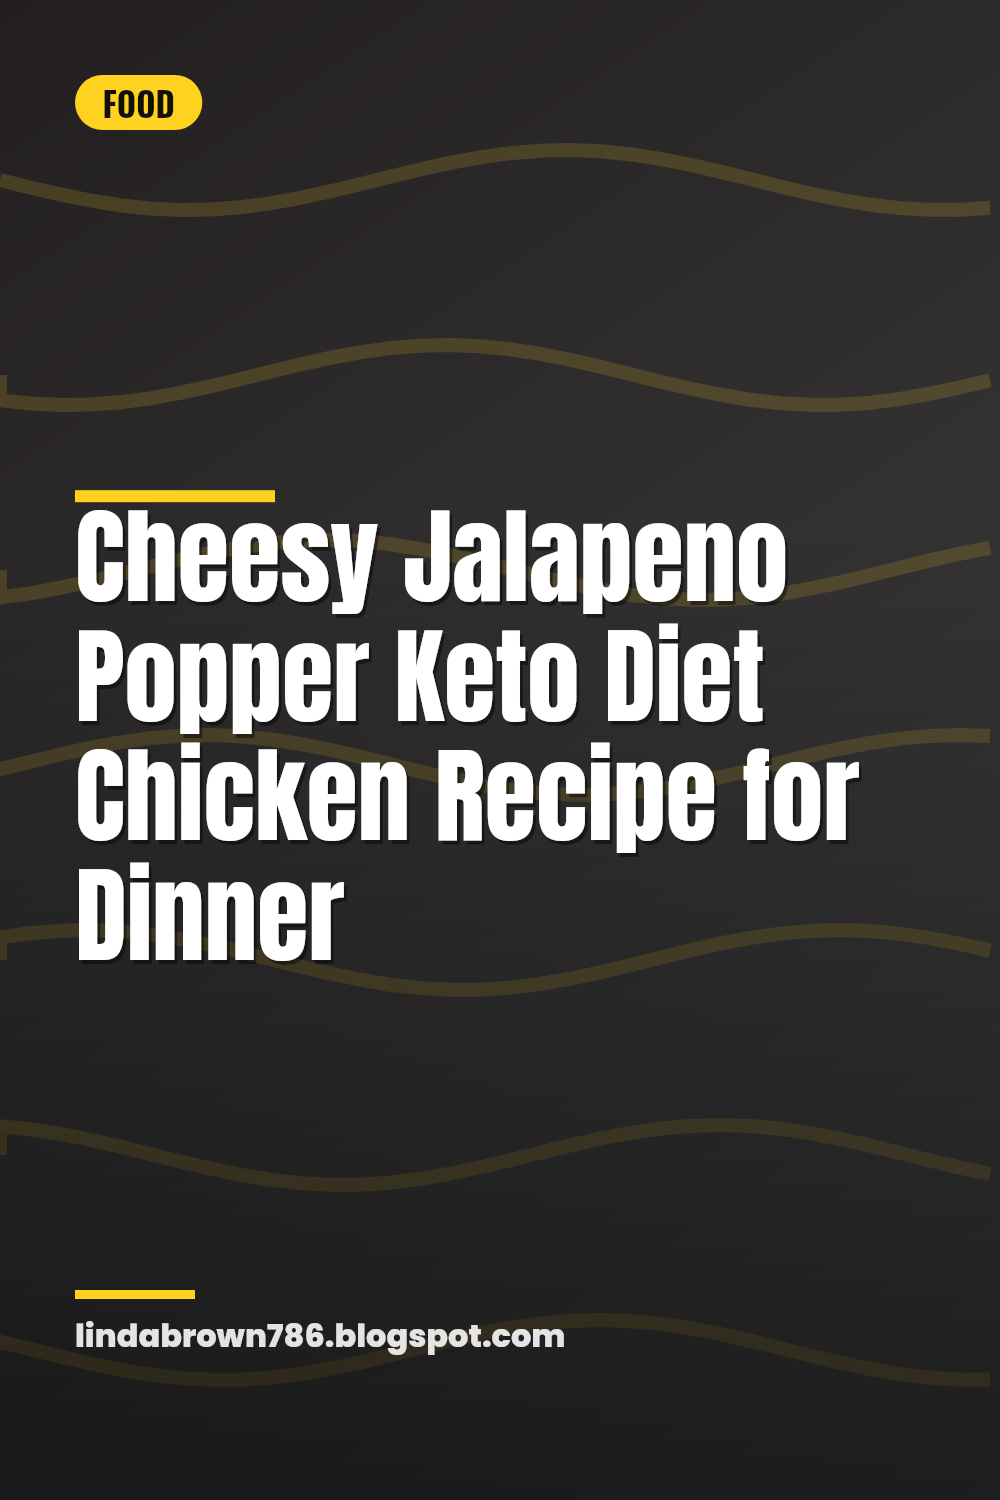 FOOD
Cheesy Jalapeno
Popper Keto Diet
Chicken Recipe for
Dinner
lindabrown786.blogspot.com